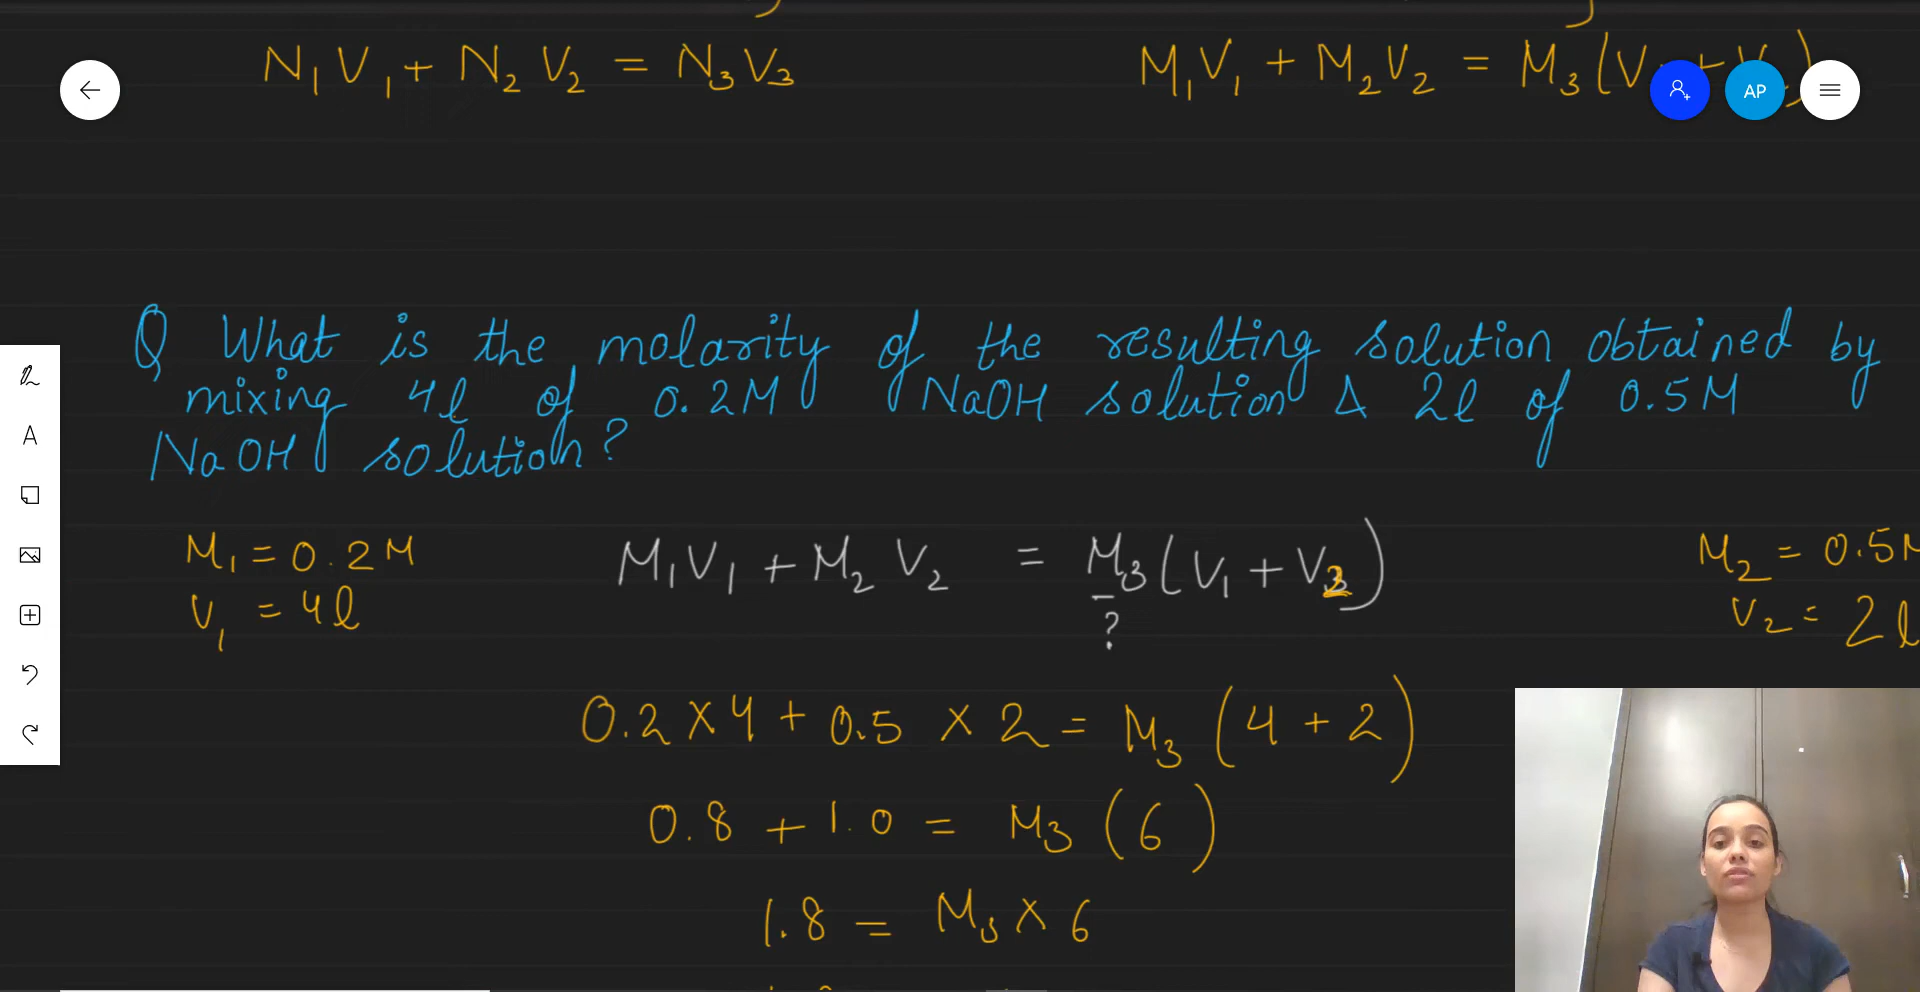 N₁V₁ + N₂V₂ = N₃V₃
M₁V₁ + M₂V₂ = M₃(V
AP
Q What is the molarity of the resulting solution obtained by
mixing 4l of 0.2M NaOH solution & 2l of 0.5M
NaOH solution?
M₁ = 0.2M
V₁ = 4l
M₁V₁ + M₂V₂ = M₃(V₁ + V₂)
?
M₂ = 0.5M
V₂ = 2l
0.2 × 4 + 0.5 × 2 = M₃ (4 + 2)
0.8 + 1.0 = M₃ (6)
1.8 = M₃ × 6